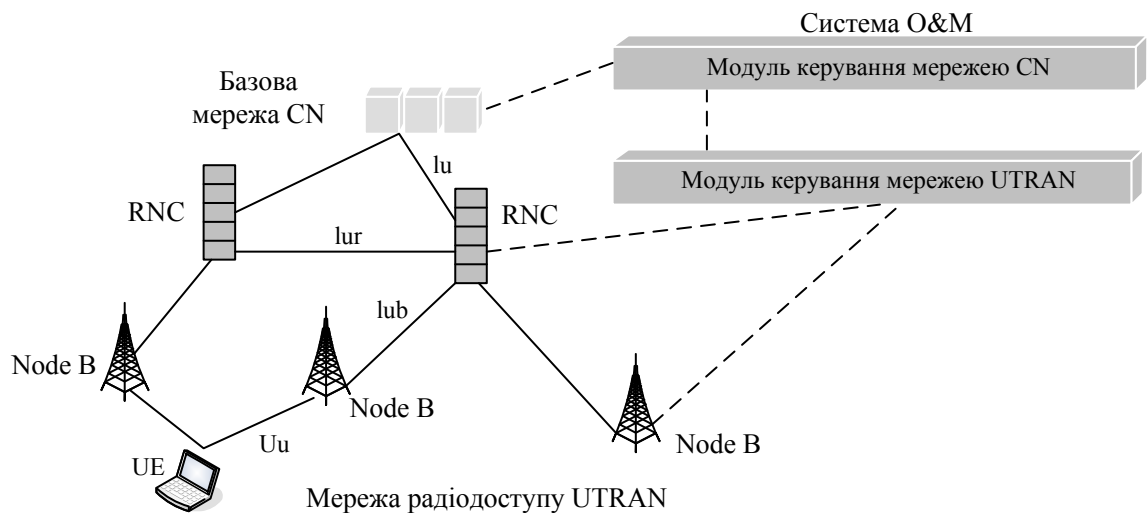 Система O&M
Модуль керування мережею CN
Базова
мережа CN
lu
Модуль керування мережею UTRAN
RNC
RNC
lur
lub
Node B
Node B
Node B
Uu
UE
Мережа радіодоступу UTRAN